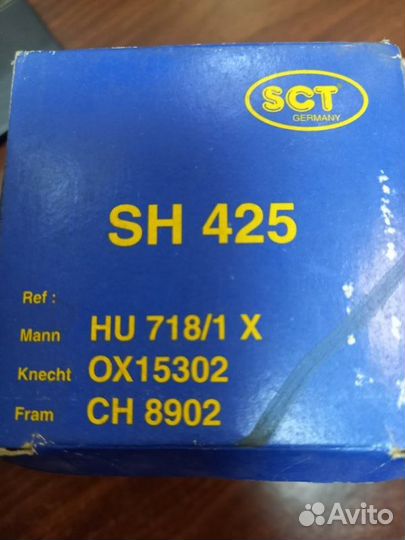 SCT
GERMANY
SH 425
Ref :
Mann HU 718/1 X
Knecht OX15302
Fram CH 8902
Avito